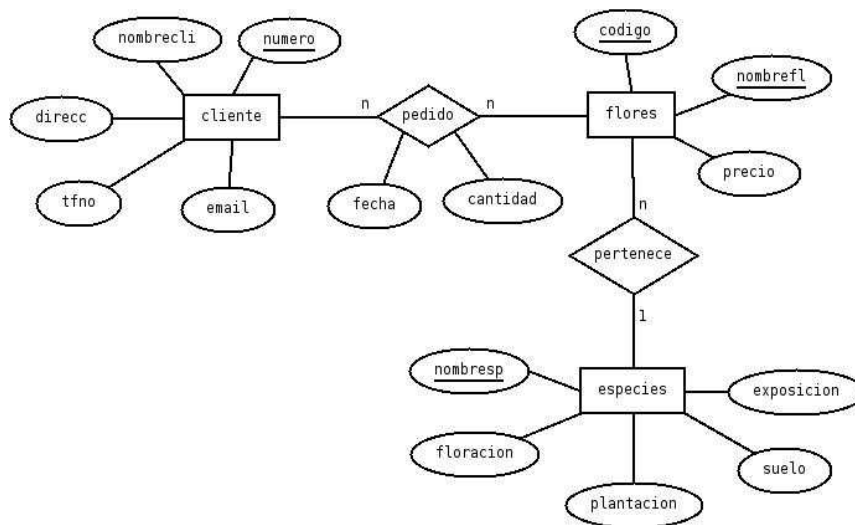 codigo
nombrecli
numero
nombrefl
n
n
direcc
cliente
pedido
flores
precio
tfno
email
fecha
cantidad
n
pertenece
1
nombresp
especies
exposicion
floracion
suelo
plantacion